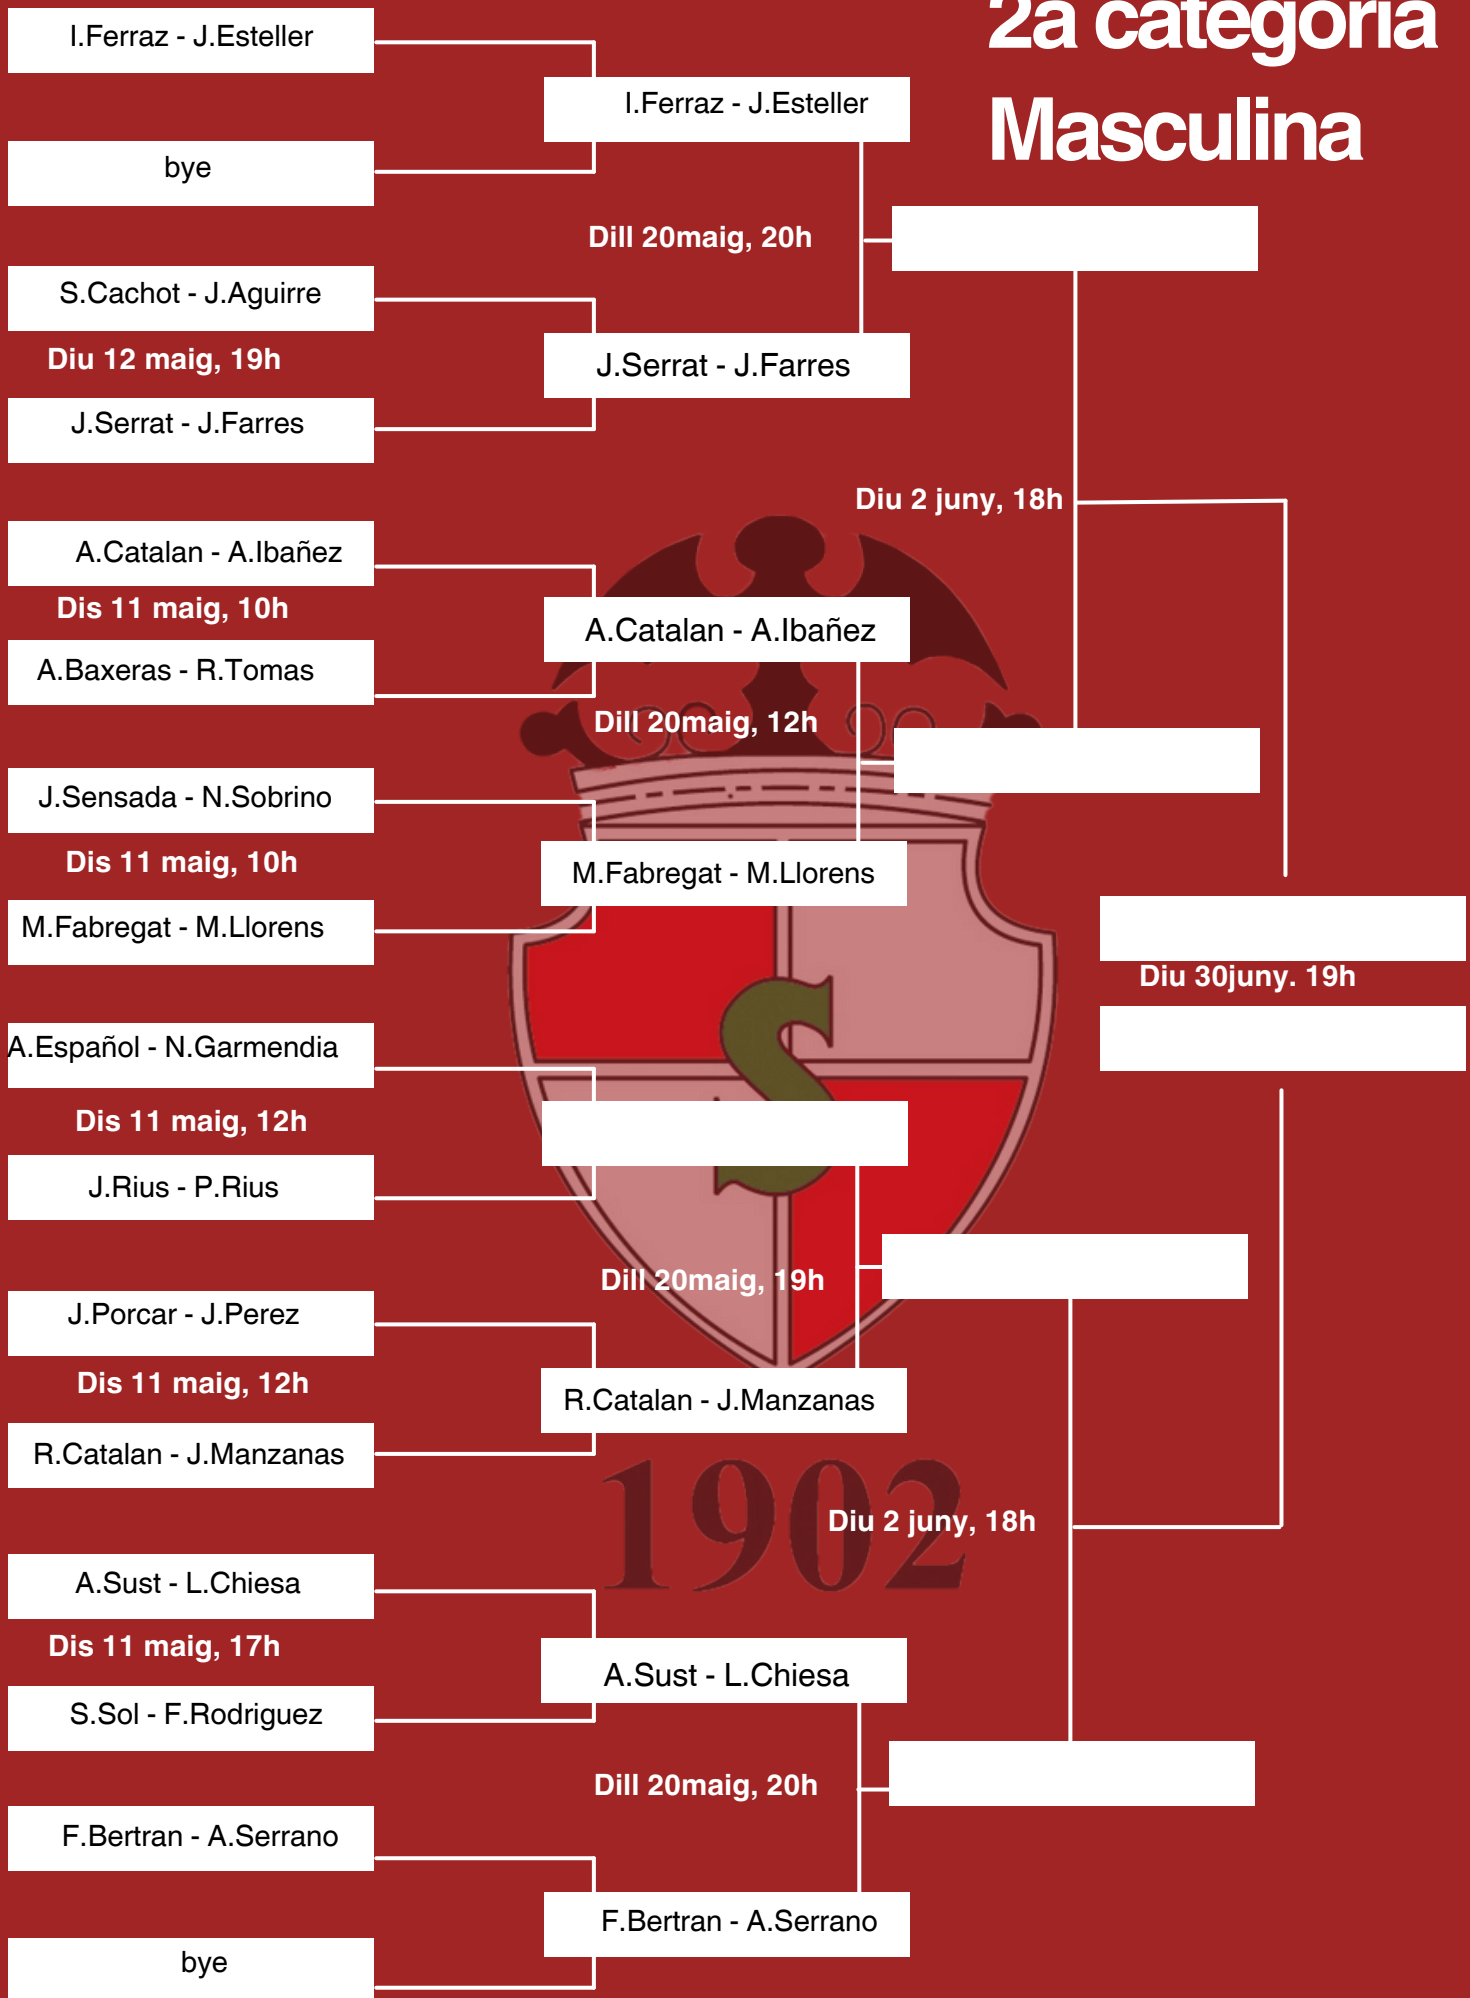 2a categoria
Masculina
I.Ferraz - J.Esteller
bye
I.Ferraz - J.Esteller
Dill 20maig, 20h
S.Cachot - J.Aguirre
Diu 12 maig, 19h
J.Serrat - J.Farres
J.Serrat - J.Farres
Diu 2 juny, 18h
A.Catalan - A.Ibañez
Dis 11 maig, 10h
A.Baxeras - R.Tomas
A.Catalan - A.Ibañez
Dill 20maig, 12h
J.Sensada - N.Sobrino
Dis 11 maig, 10h
M.Fabregat - M.Llorens
M.Fabregat - M.Llorens
Diu 30juny. 19h
A.Español - N.Garmendia
Dis 11 maig, 12h
J.Rius - P.Rius
S
Dill 20maig, 19h
J.Porcar - J.Perez
Dis 11 maig, 12h
R.Catalan - J.Manzanas
R.Catalan - J.Manzanas
1902
Diu 2 juny, 18h
A.Sust - L.Chiesa
Dis 11 maig, 17h
S.Sol - F.Rodriguez
A.Sust - L.Chiesa
Dill 20maig, 20h
F.Bertran - A.Serrano
bye
F.Bertran - A.Serrano